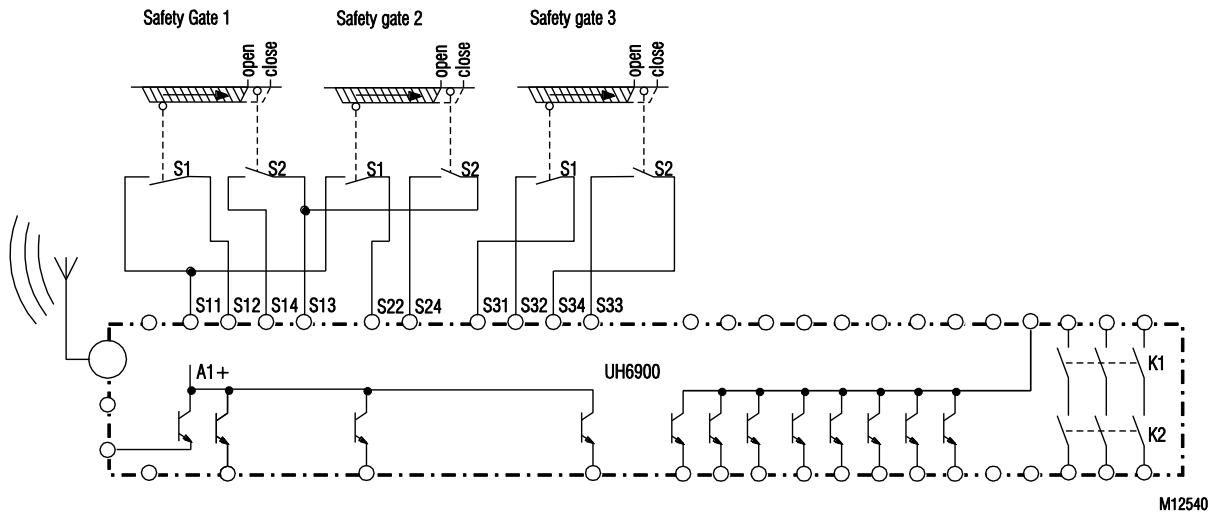 Safety Gate 1
Safety gate 2
Safety gate 3
open
close
open
close
open
close
S1
S2
S1
S2
S1
S2
S11
S12
S14
S13
S22
S24
S31
S32
S34
S33
A1+
UH6900
K1
K2
M12540